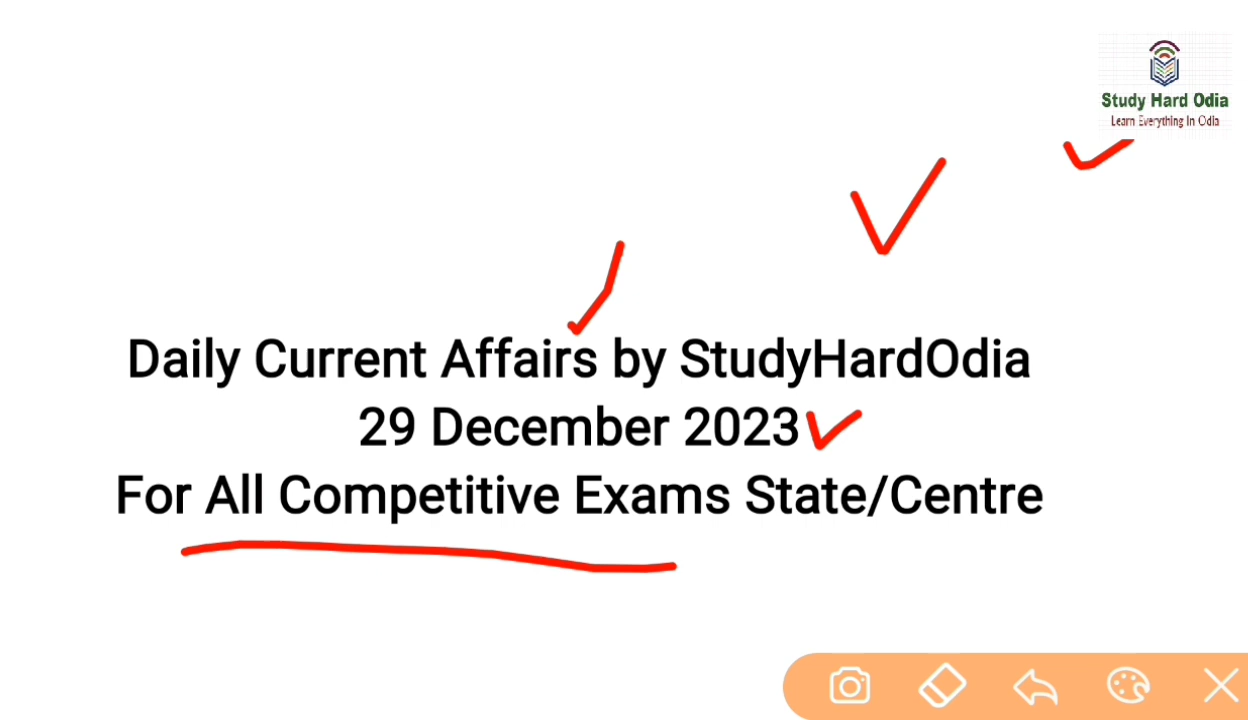 Study Hard Odia
Learn Everything In Odia
Daily Current Affairs by StudyHardOdia
29 December 2023
For All Competitive Exams State/Centre